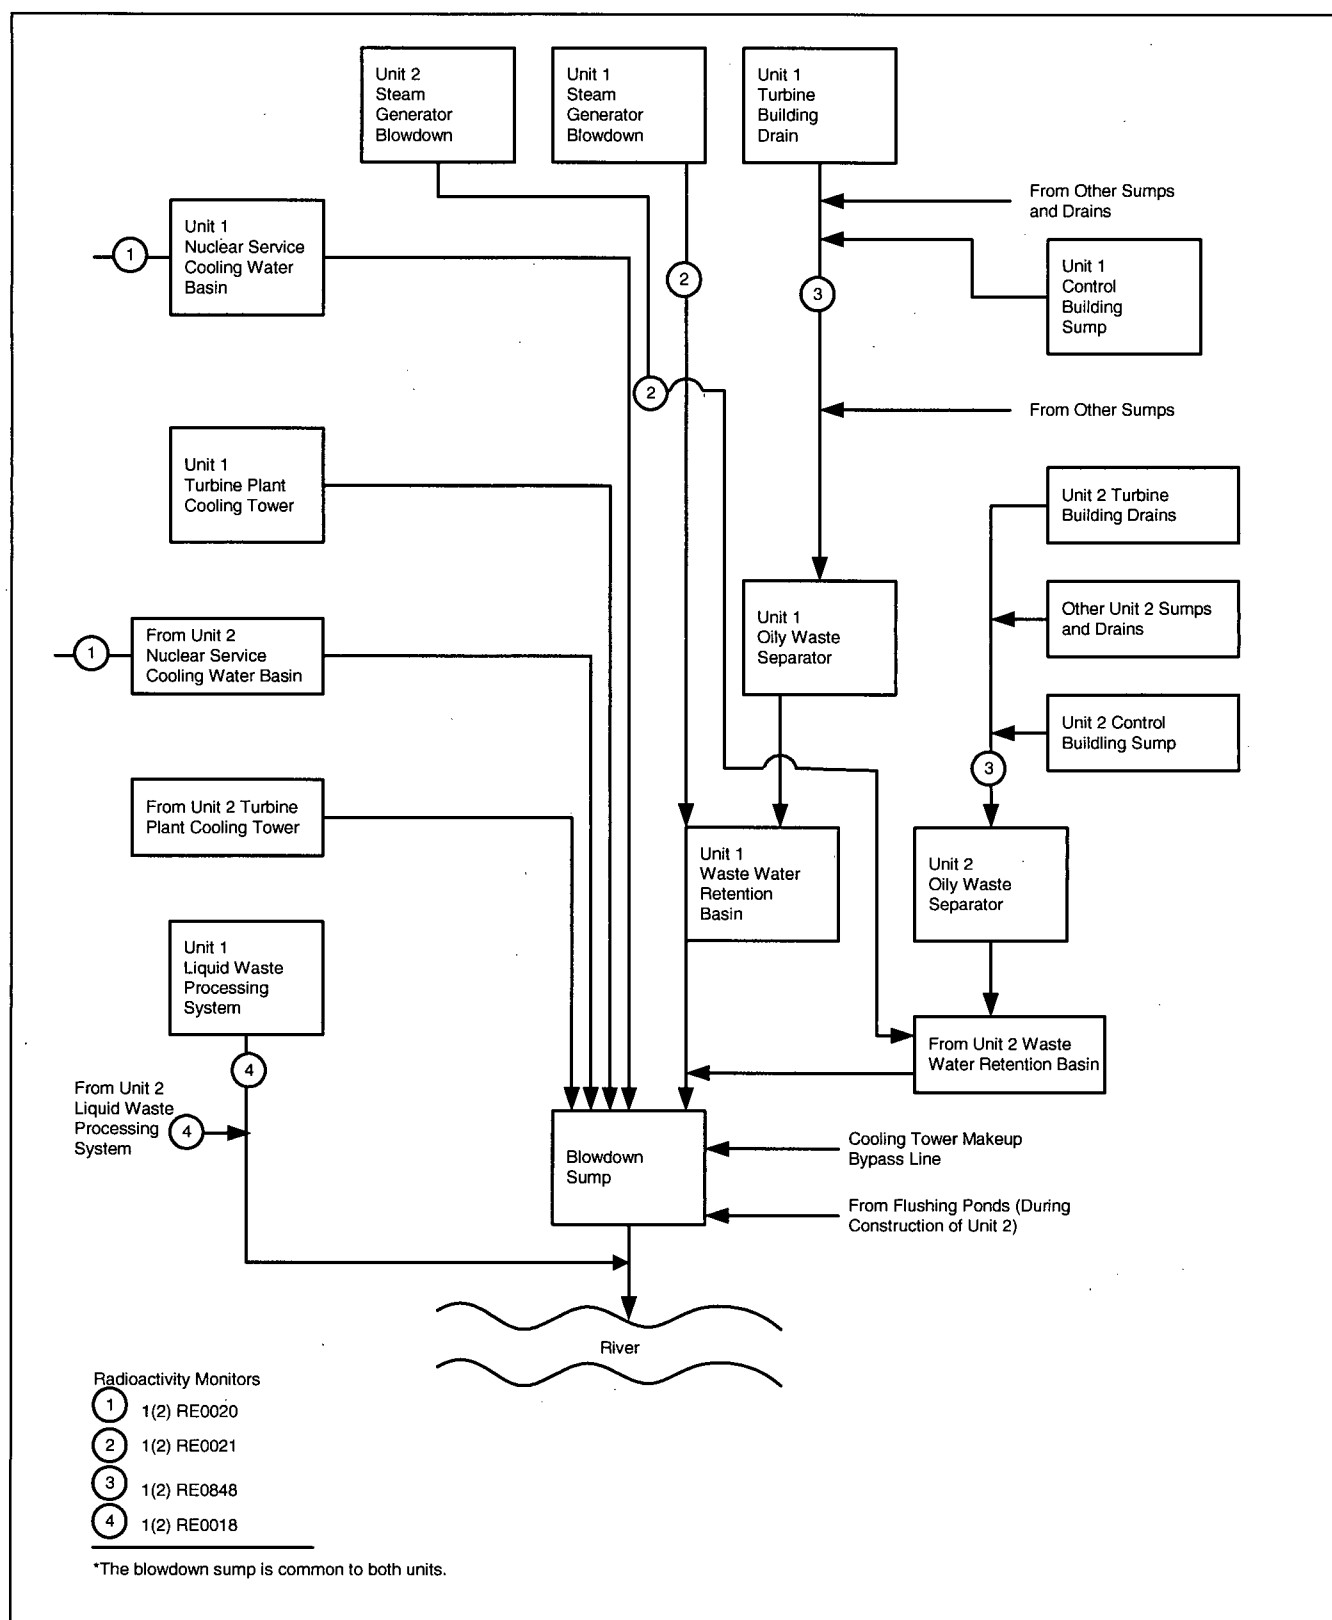 Unit 2
Steam
Generator
Blowdown
Unit 1
Steam
Generator
Blowdown
Unit 1
Turbine
Building
Drain
From Other Sumps
and Drains
1
Unit 1
Nuclear Service
Cooling Water
Basin
2
3
Unit 1
Control
Building
Sump
2
From Other Sumps
Unit 1
Turbine Plant
Cooling Tower
Unit 2 Turbine
Building Drains
1
From Unit 2
Nuclear Service
Cooling Water Basin
Unit 1
Oily Waste
Separator
Other Unit 2 Sumps
and Drains
Unit 2 Control
Buildling Sump
3
From Unit 2 Turbine
Plant Cooling Tower
Unit 1
Waste Water
Retention
Basin
Unit 2
Oily Waste
Separator
Unit 1
Liquid Waste
Processing
System
4
From Unit 2 Waste
Water Retention Basin
From Unit 2
Liquid Waste
Processing
System
4
Blowdown
Sump
Cooling Tower Makeup
Bypass Line
From Flushing Ponds (During
Construction of Unit 2)
River
Radioactivity Monitors
1 1(2) RE0020
2 1(2) RE0021
3 1(2) RE0848
4 1(2) RE0018
*The blowdown sump is common to both units.